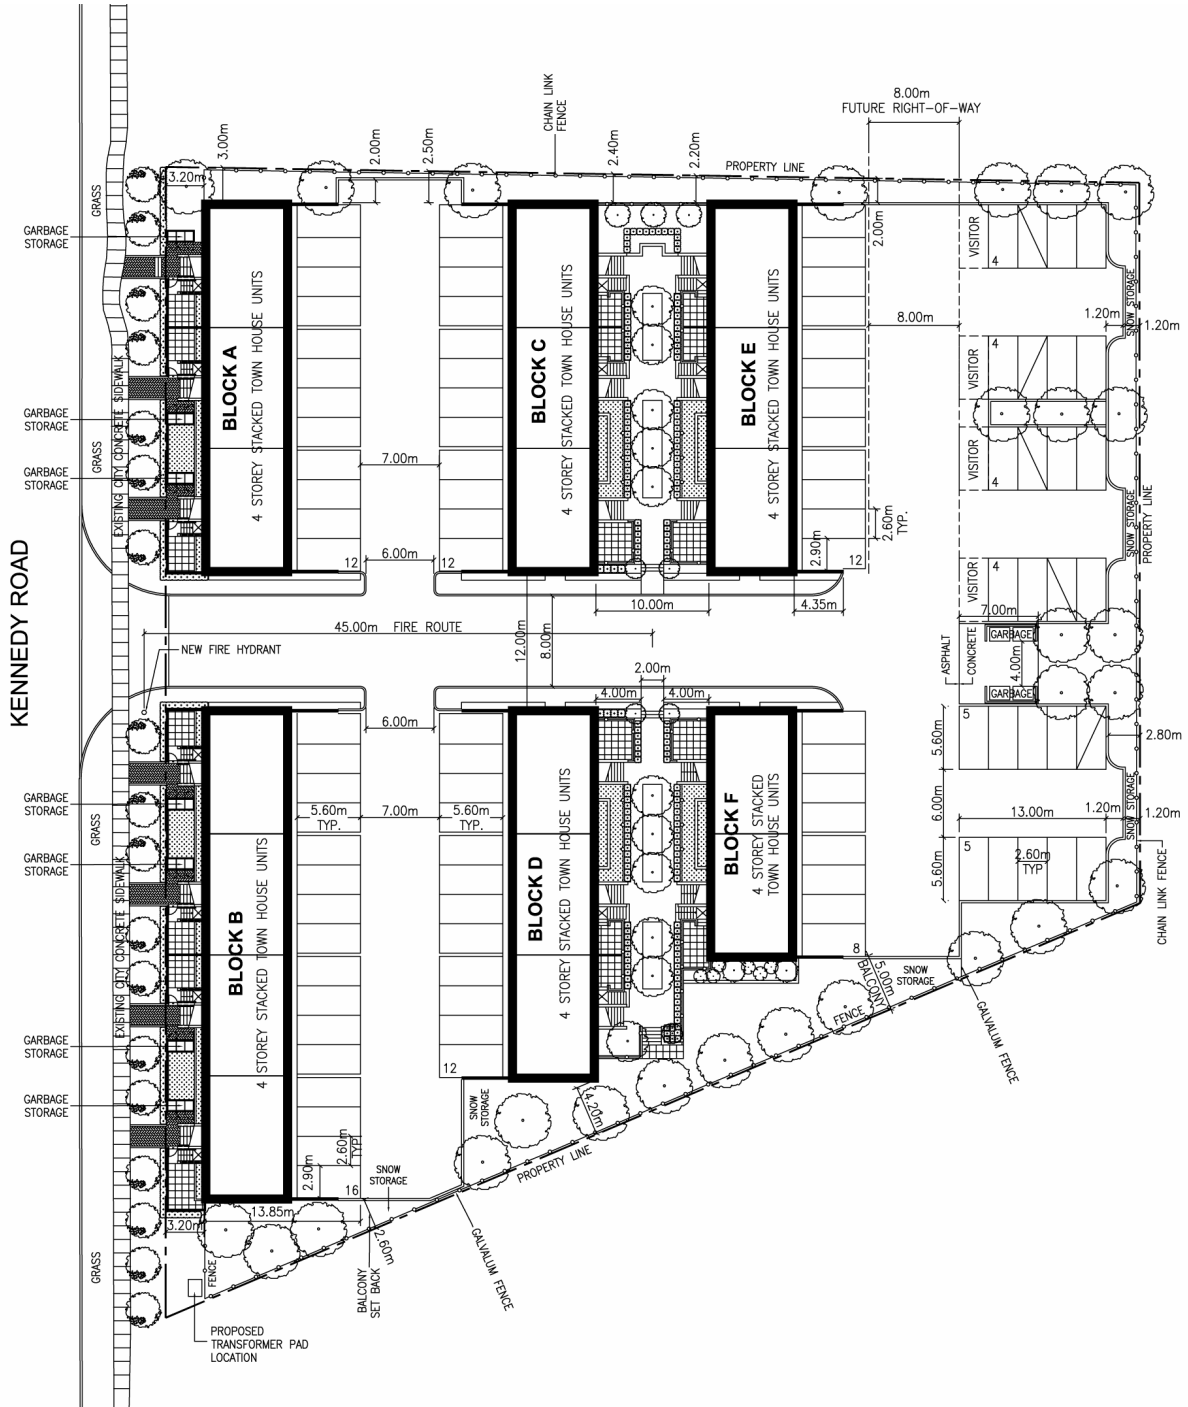 8.00m
FUTURE RIGHT-OF-WAY
CHAIN LINK
FENCE
3.00m
2.00m
2.50m
2.40m
2.20m
PROPERTY LINE
3.20m
GRASS
GARBAGE
STORAGE
VISITOR
4
2.00m
SNOW STORAGE
8.00m
1.20m
1.20m
BLOCK A
4 STOREY STACKED TOWN HOUSE UNITS
BLOCK C
4 STOREY STACKED TOWN HOUSE UNITS
BLOCK E
4 STOREY STACKED TOWN HOUSE UNITS
4
VISITOR
EXISTING CITY CONCRETE SIDEWALK
GARBAGE
STORAGE
GRASS
GARBAGE
STORAGE
7.00m
VISITOR
4
2.60m
TYP.
SNOW STORAGE
PROPERTY LINE
KENNEDY ROAD
12
6.00m
12
2.90m
12
4
VISITOR
10.00m
4.35m
7.00m
45.00m FIRE ROUTE
12.00m
8.00m
GARBAGE
ASPHALT
CONCRETE
4.00m
GARBAGE
NEW FIRE HYDRANT
2.00m
4.00m
4.00m
6.00m
5
5.60m
2.80m
GARBAGE
STORAGE
GRASS
5.60m
TYP.
7.00m
5.60m
TYP.
6.00m
13.00m
1.20m
SNOW STORAGE
1.20m
GARBAGE
STORAGE
BLOCK B
4 STOREY STACKED TOWN HOUSE UNITS
BLOCK D
4 STOREY STACKED TOWN HOUSE UNITS
BLOCK F
4 STOREY STACKED
TOWN HOUSE UNITS
5
5.60m
2.60m
TYP
CHAIN LINK FENCE
EXISTING CITY CONCRETE SIDEWALK
8
5.00m
BALCONY
SNOW
STORAGE
FENCE
GALVALUM FENCE
GARBAGE
STORAGE
12
GARBAGE
STORAGE
SNOW
STORAGE
4.20m
PROPERTY LINE
2.60m
TYP.
2.90m
16
SNOW
STORAGE
3.20m
13.85m
2.60m
GALVALUM FENCE
BALCONY
SET BACK
GRASS
FENCE
PROPOSED
TRANSFORMER PAD
LOCATION